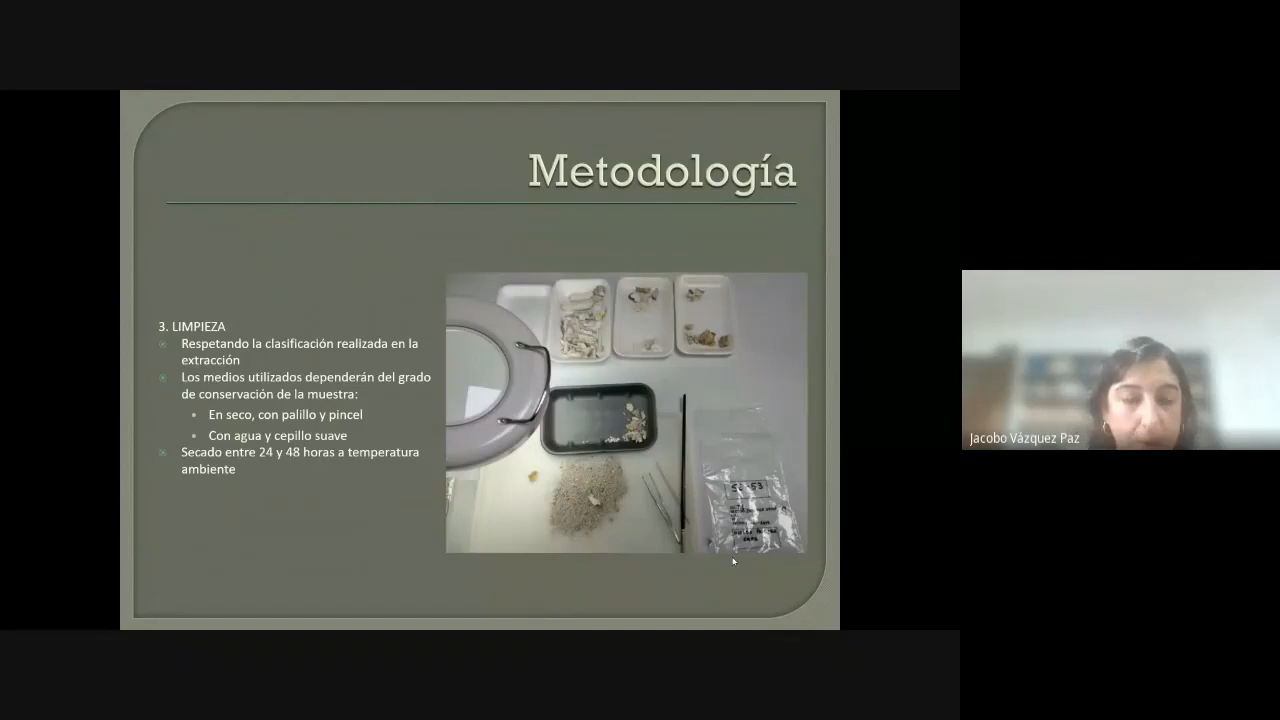 Metodología
3. LIMPIEZA
Respetando la clasificación realizada en la
extracción
Los medios utilizados dependerán del grado
de conservación de la muestra:
En seco, con palillo y pincel
Con agua y cepillo suave
Secado entre 24 y 48 horas a temperatura
ambiente
Jacobo Vázquez Paz